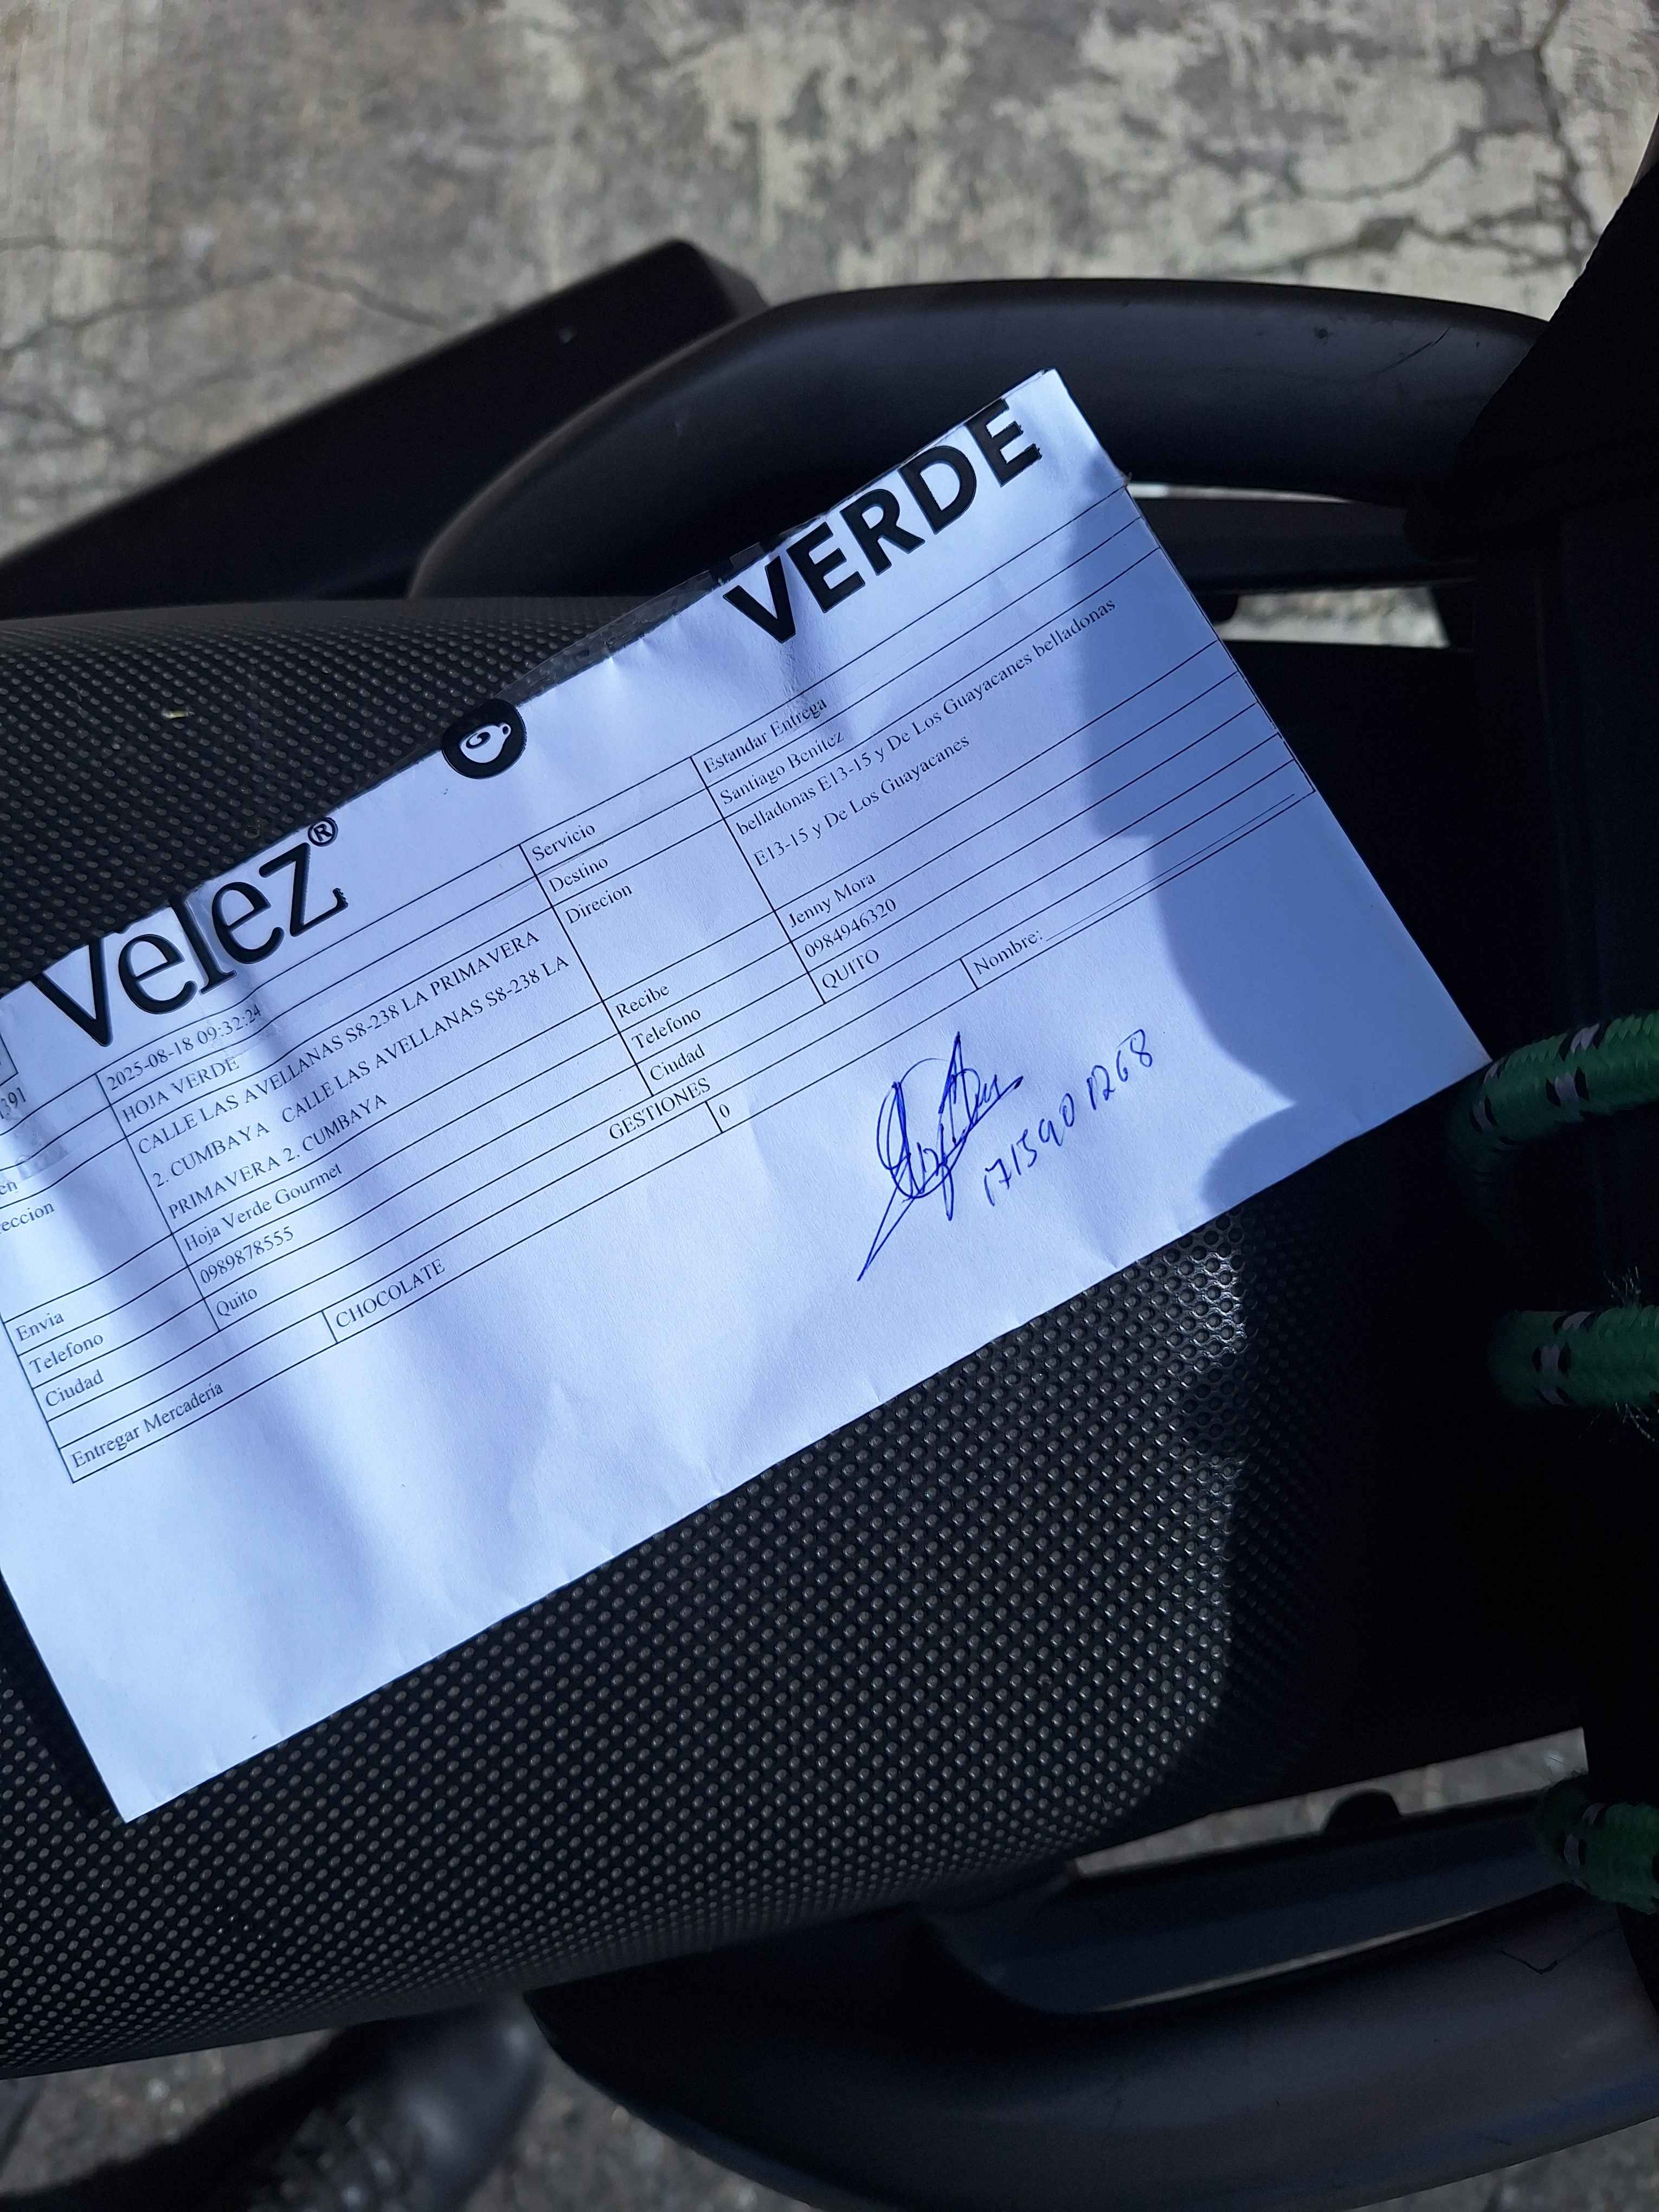 Velez®
VERDE
391
2025-08-18 09:32:24
Servicio
Estandar Entrega
HOJA VERDE
Destino
Santiago Benitez
eccion
CALLE LAS AVELLANAS S8-238 LA PRIMAVERA
2. CUMBAYA CALLE LAS AVELLANAS S8-238 LA
PRIMAVERA 2. CUMBAYA
Direcion
belladonas E13-15 y De Los Guayacanes belladonas
E13-15 y De Los Guayacanes
Envia
Hoja Verde Gourmet
Recibe
Jenny Mora
Telefono
0989878555
Telefono
0984946320
Ciudad
Quito
Ciudad
QUITO
GESTIONES
Entregar Mercaderia
CHOCOLATE
0
Nombre: